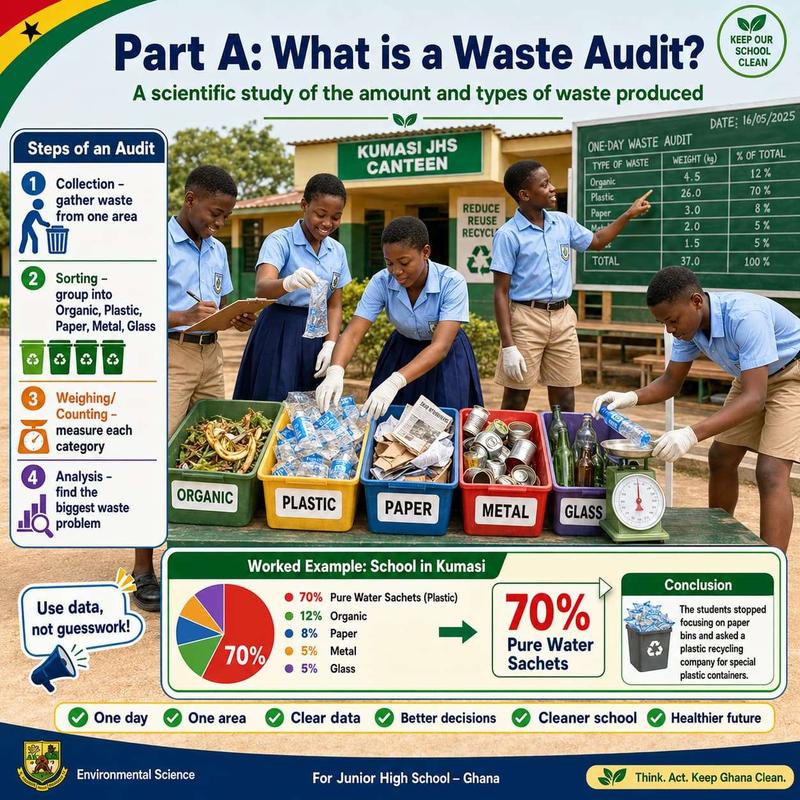 Part A: What is a Waste Audit?
A scientific study of the amount and types of waste produced
KEEP OUR
SCHOOL
CLEAN
Steps of an Audit
1
Collection –
gather waste
from one area
2
Sorting –
group into
Organic, Plastic,
Paper, Metal, Glass
3
Weighing/
Counting –
measure each
category
4
Analysis –
find the
biggest waste
problem
KUMASI JHS
CANTEEN
REDUCE
REUSE
RECYCL
DATE: 16/05/2025
ONE-DAY WASTE AUDIT
TYPE OF WASTE WEIGHT (kg) % OF TOTAL
Organic 4.5 12 %
Plastic 26.0 70 %
Paper 3.0 8 %
Me 2.0 5 %
1.5 5 %
TOTAL 37.0 100 %
ORGANIC
PLASTIC
PAPER
METAL
GLASS
Use data,
not guesswork!
Worked Example: School in Kumasi
70%
70% Pure Water Sachets (Plastic)
12% Organic
8% Paper
5% Metal
5% Glass
70%
Pure Water
Sachets
Conclusion
The students stopped
focusing on paper
bins and asked a
plastic recycling
company for special
plastic containers.
One day
One area
Clear data
Better decisions
Cleaner school
Healthier future
Environmental Science
For Junior High School – Ghana
Think. Act. Keep Ghana Clean.